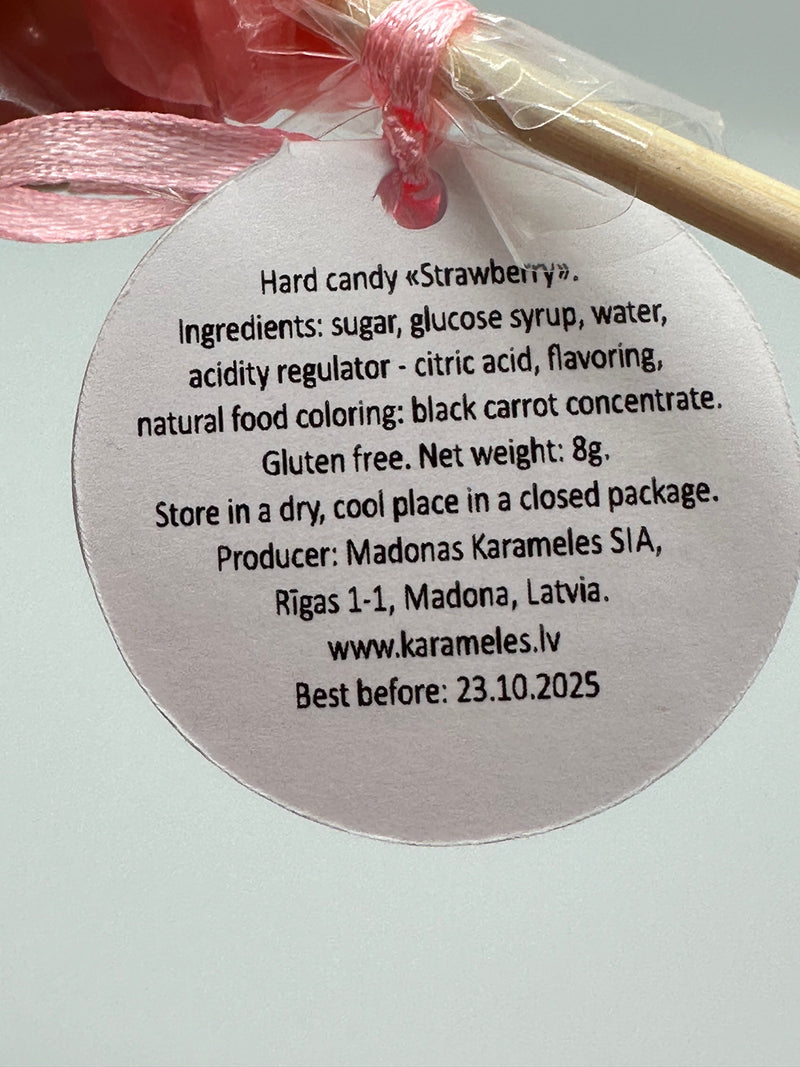 Hard candy «Strawberry».
Ingredients: sugar, glucose syrup, water,
acidity regulator - citric acid, flavoring,
natural food coloring: black carrot concentrate.
Gluten free. Net weight: 8g.
Store in a dry, cool place in a closed package.
Producer: Madonas Karameles SIA,
Rīgas 1-1, Madona, Latvia.
www.karameles.lv
Best before: 23.10.2025